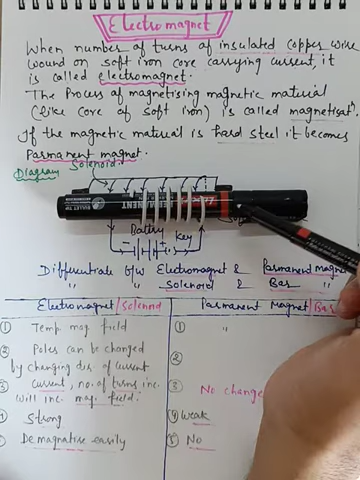 Electromagnet
When number of turns of insulated copper wire
wound on soft iron core carrying current, it
is called electromagnet.
The Process of magnetising magnetic material
(like core of soft iron) is called magnetisatⁿ.
If the magnetic material is hard steel it becomes
Parmanent magnet.
Diagram Solenoid.
Battery Key
Differentiate b/w Electromagnet & Parmanent magnet
" " Solenoid & Bar "
Electromagnet/Solenoid
Parmanent Magnet/Bar
① Temp mag field
① "
② Poles can be changed
by changing dir. of current
②
③ current, no. of turns inc.
will inc. mag. field.
③ No change
④ Strong
④ Weak
⑤ Demagnetise easily
⑤ No